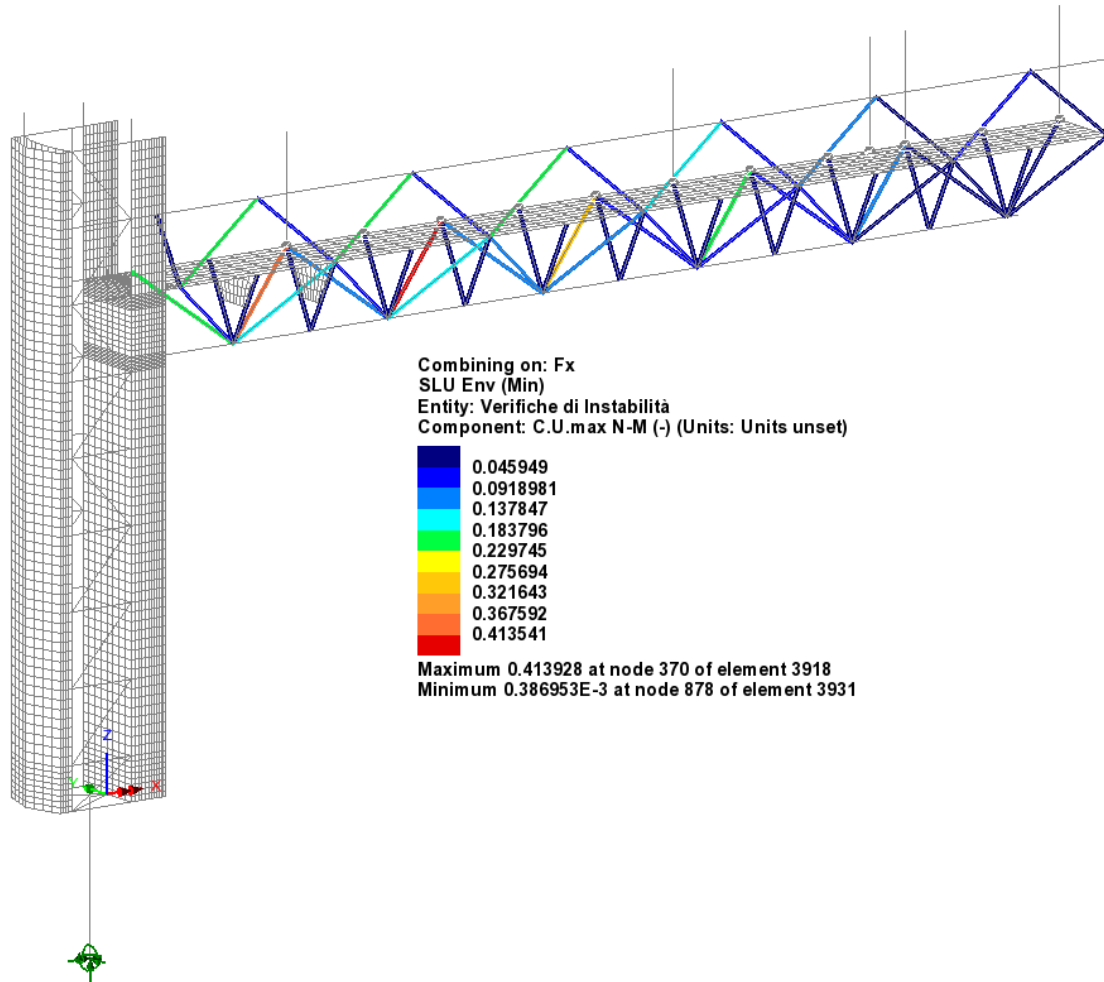 Combining on: Fx
SLU Env (Min)
Entity: Verifiche di Instabilità
Component: C.U.max N-M (-) (Units: Units unset)
0.045949
0.0918981
0.137847
0.183796
0.229745
0.275694
0.321643
0.367592
0.413541
Maximum 0.413928 at node 370 of element 3918
Minimum 0.386953E-3 at node 878 of element 3931
Z
Y
X